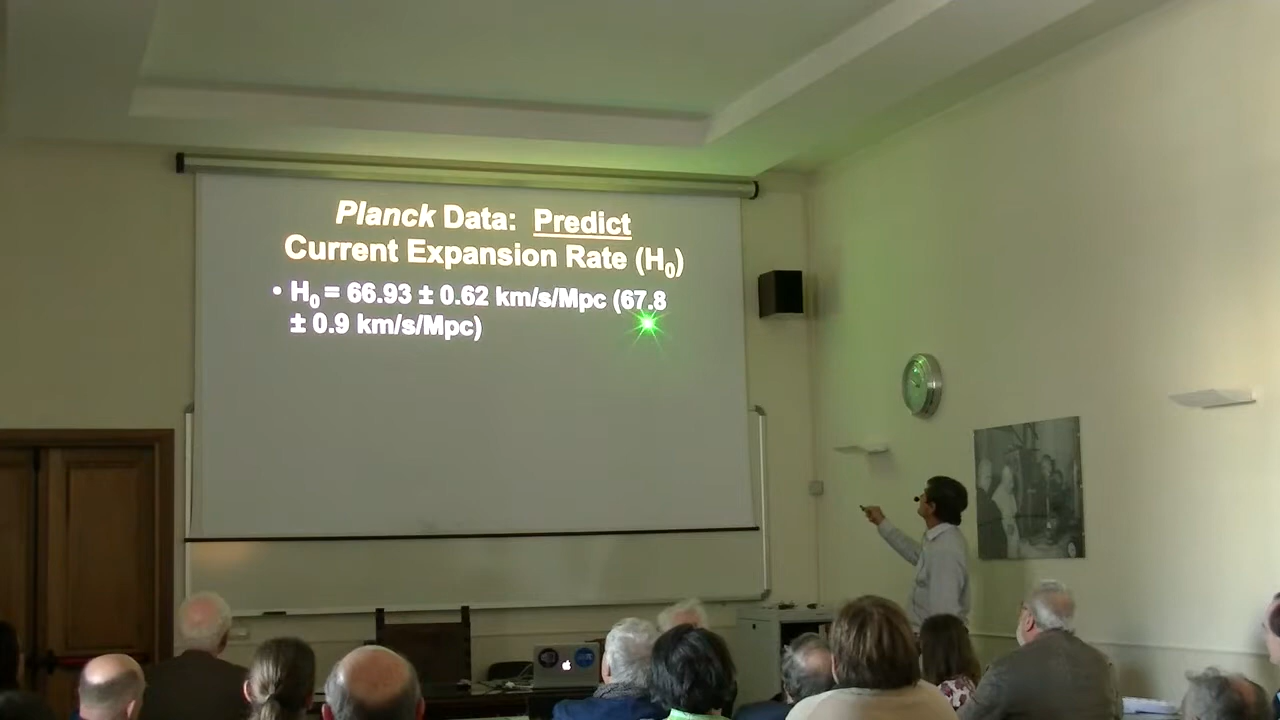 Planck Data: Predict
Current Expansion Rate (H₀)
• H₀ = 66.93 ± 0.62 km/s/Mpc (67.8
± 0.9 km/s/Mpc)